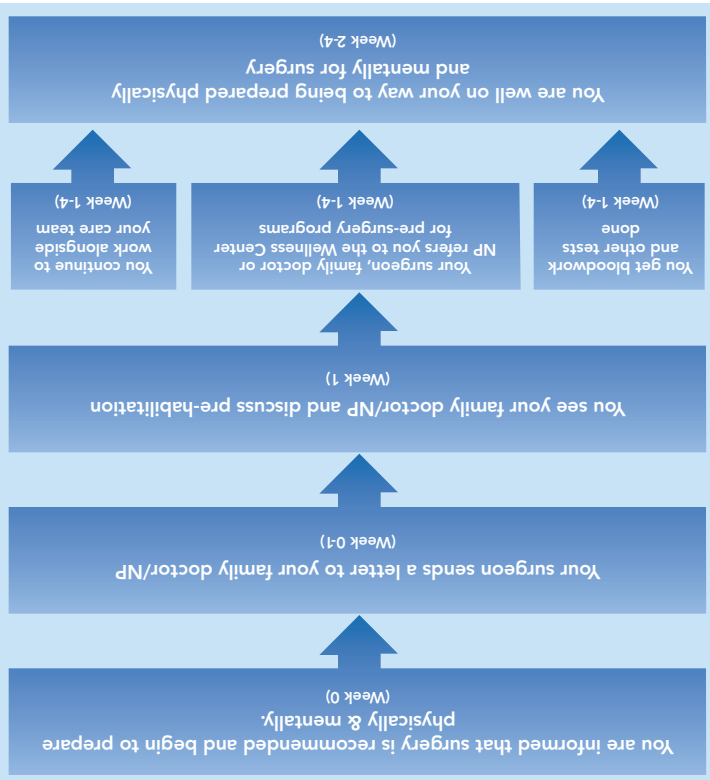 You are informed that surgery is recommended and begin to prepare
physically & mentally.
(Week 0)
Your surgeon sends a letter to your family doctor/NP
(Week 0-1)
You see your family doctor/NP and discuss pre-habilitation
(Week 1)
You get bloodwork
and other tests
done
(Week 1-4)
Your surgeon, family doctor or
NP refers you to the Wellness Center
for pre-surgery programs
(Week 1-4)
You continue to
work alongside
your care team
(Week 1-4)
You are well on your way to being prepared physically
and mentally for surgery
(Week 2-4)